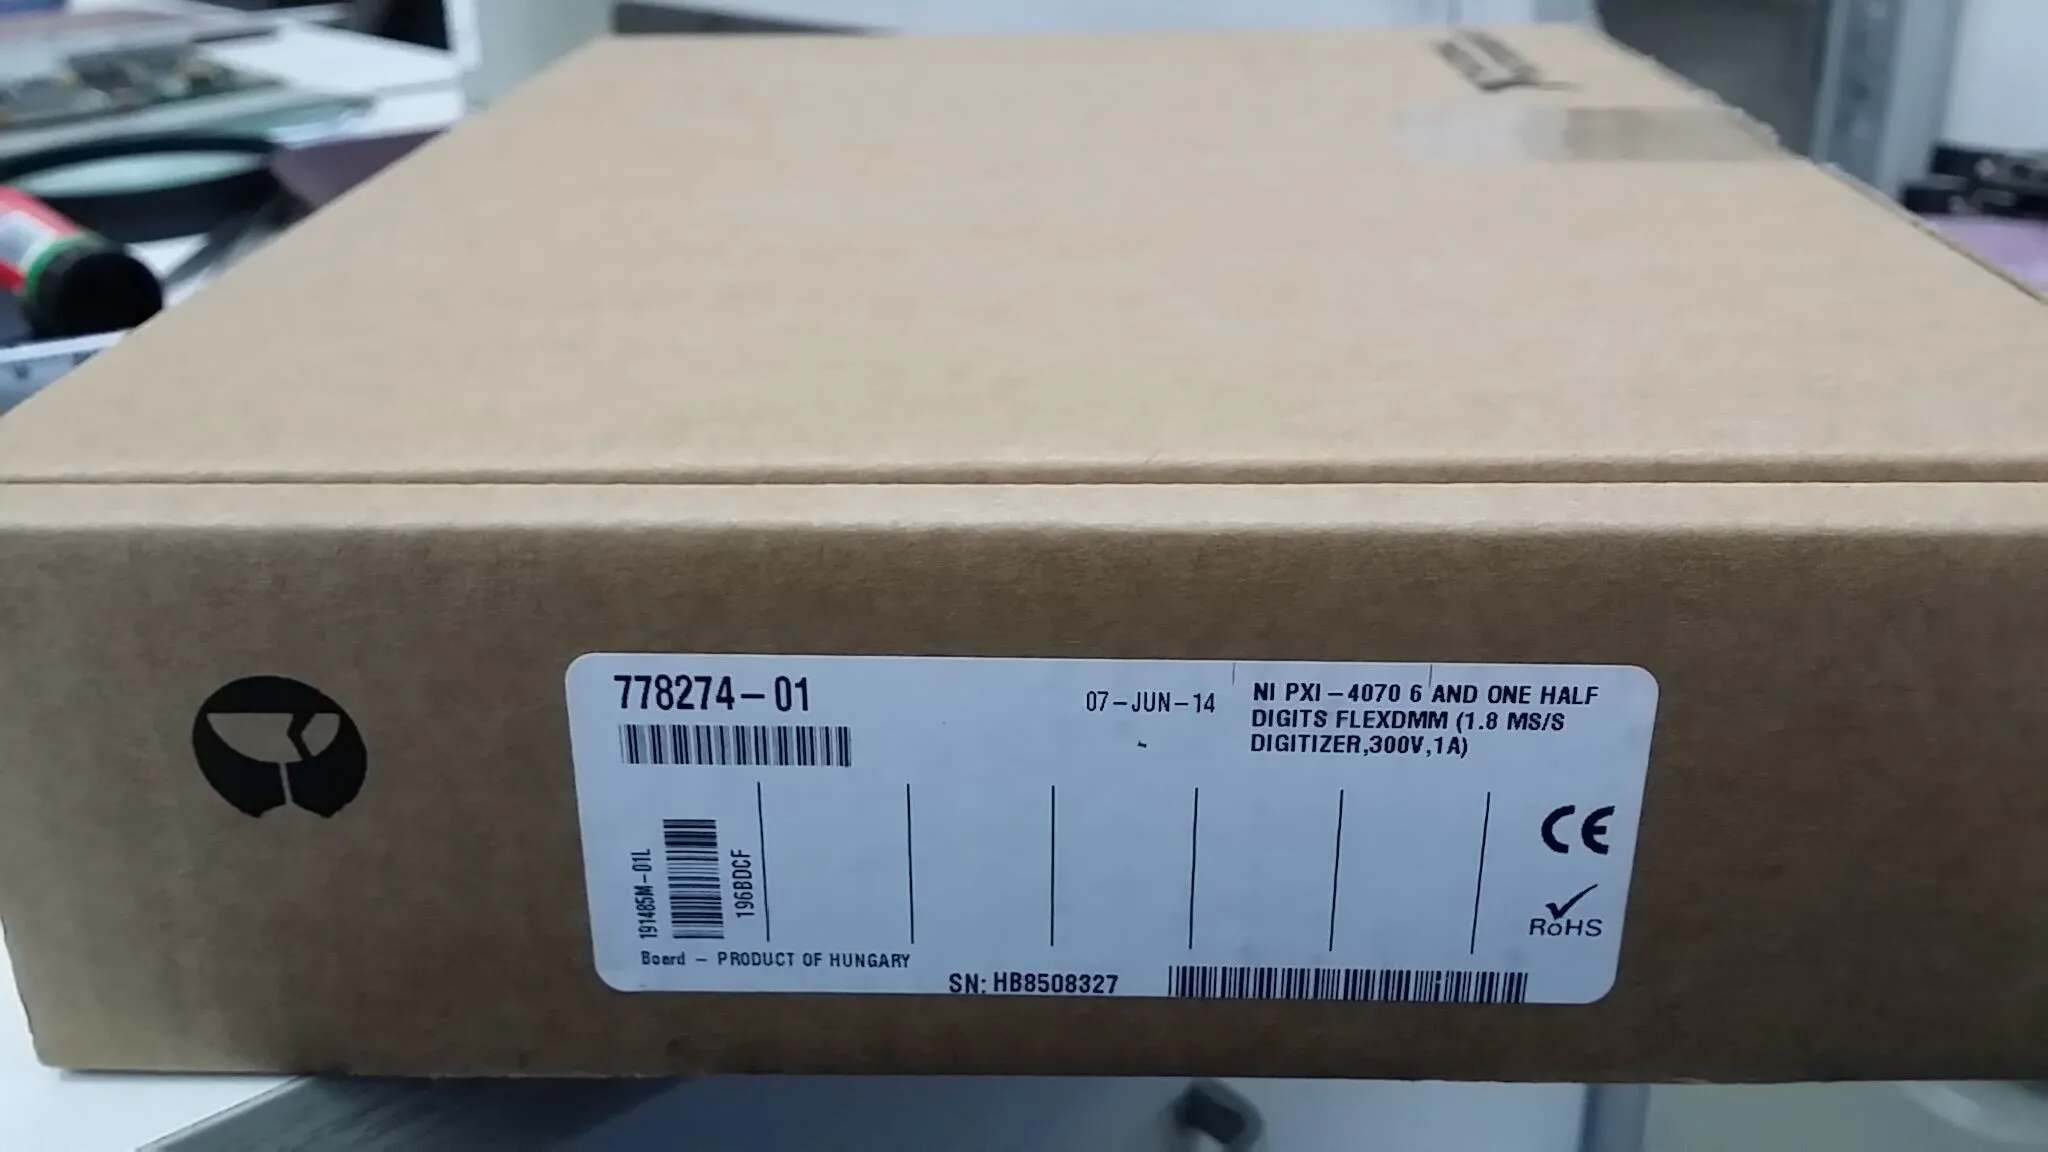 778274-01
07-JUN-14
NI PXI-4070 6 AND ONE HALF
DIGITS FLEXDMM (1.8 MS/S
DIGITIZER,300V,1A)
191485M-01L
196BDCF
CE
RoHS
Board - PRODUCT OF HUNGARY
SN: HB8508327